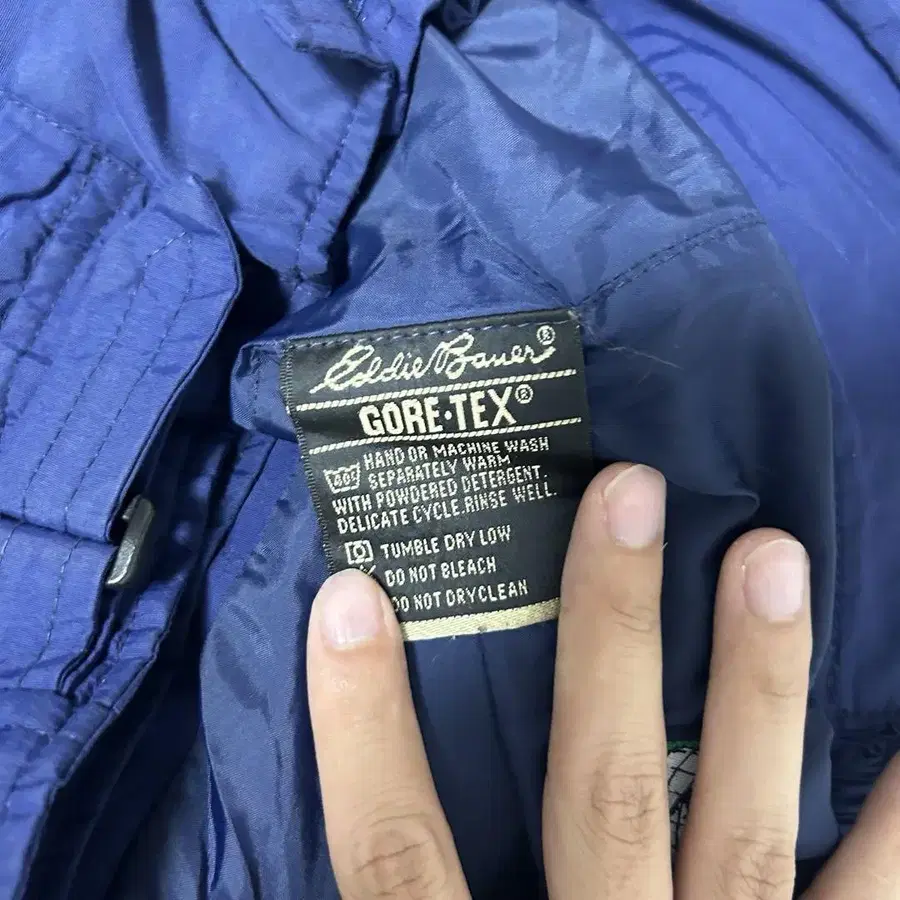 Eddie Bauer®
GORE-TEX®
HAND OR MACHINE WASH
SEPARATELY WARM
WITH POWDERED DETERGENT.
DELICATE CYCLE.RINSE WELL.
TUMBLE DRY LOW
DO NOT BLEACH
DO NOT DRYCLEAN